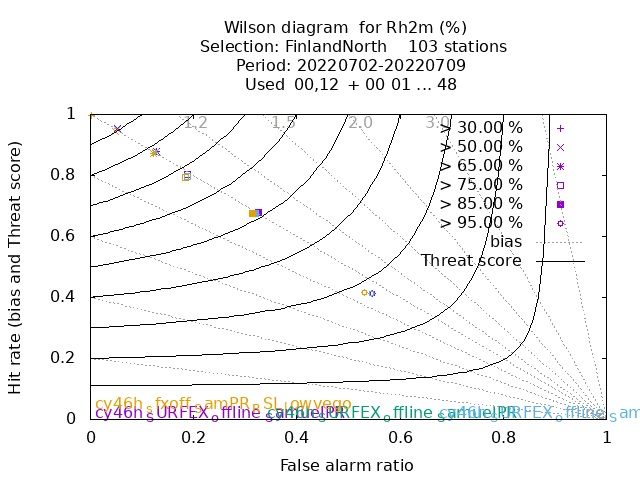 Wilson diagram  for Rh2m (%)
Selection: FinlandNorth    103 stations
Period: 20220702-20220709
Used  00,12  + 00 01 ... 48
Hit rate (bias and Threat score)
1
0.8
0.6
0.4
0.2
0
1.2
1.5
2.0
3.0
> 30.00 %
> 50.00 %
> 65.00 %
> 75.00 %
> 85.00 %
> 95.00 %
bias
Threat score
cy46h_sfxoff_samPR_RSL_lowvego
cy46h_SURFEX_offline
0
0.2
0.4
0.6
0.8
1
False alarm ratio